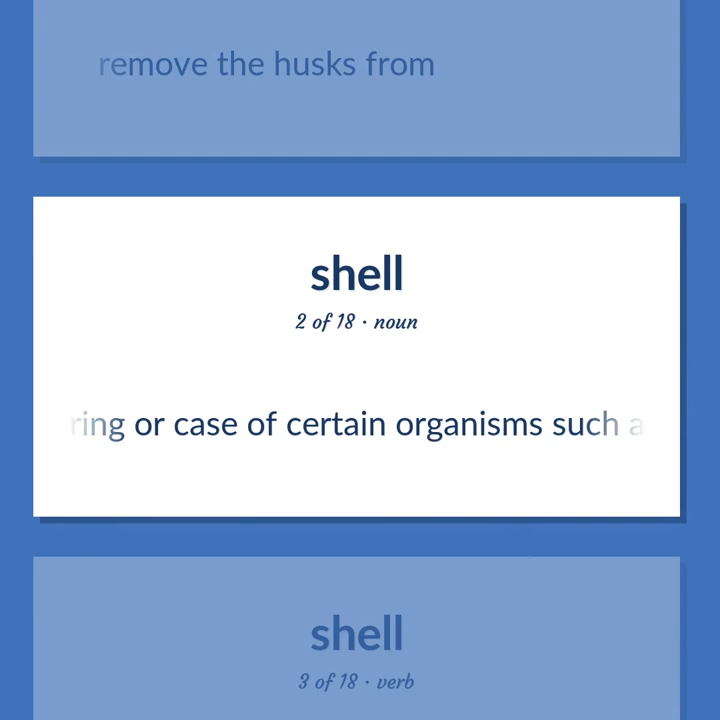 remove the husks from
shell
2 of 18 · noun
ring or case of certain organisms such a
shell
3 of 18 · verb